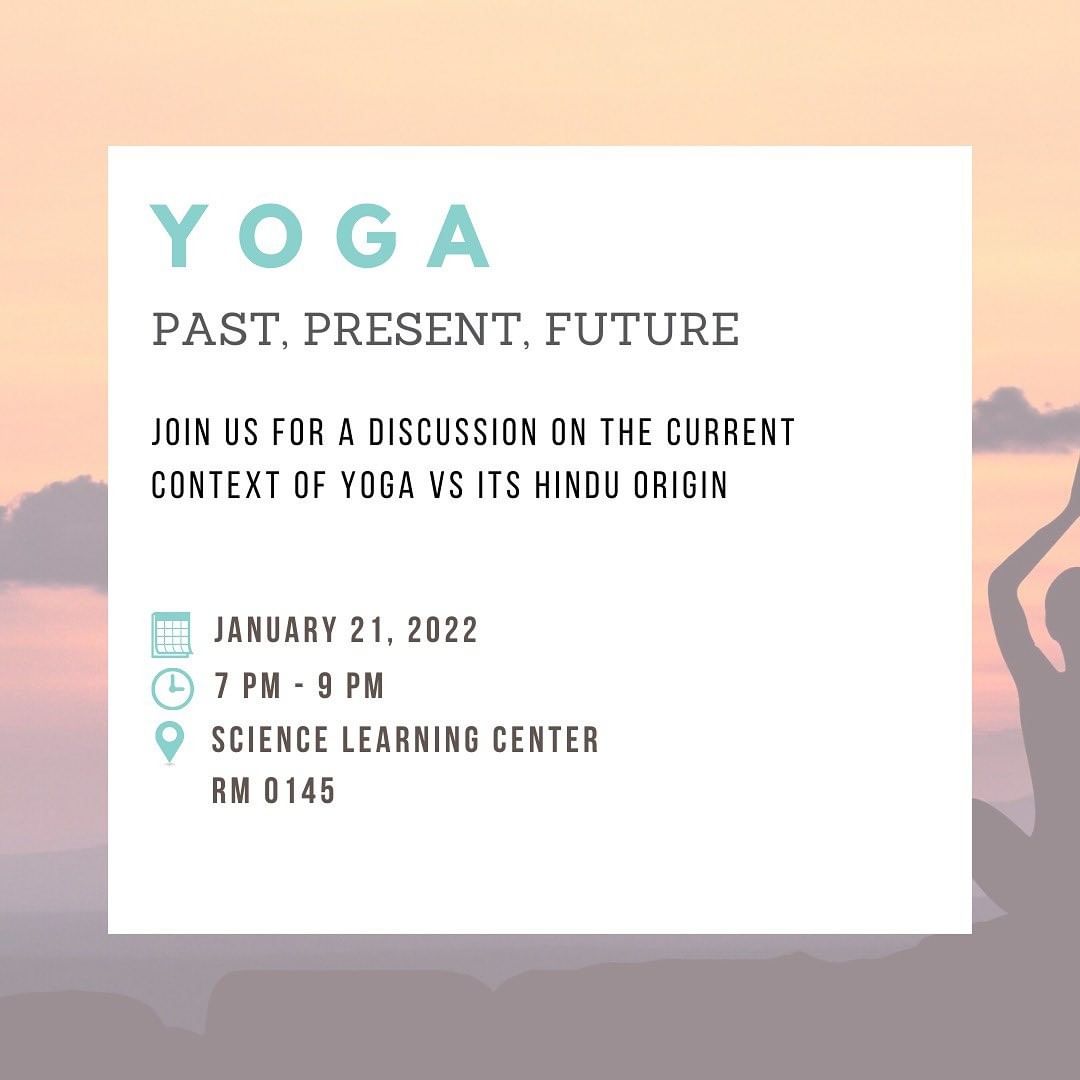 YOGA
PAST, PRESENT, FUTURE
JOIN US FOR A DISCUSSION ON THE CURRENT
CONTEXT OF YOGA VS ITS HINDU ORIGIN
JANUARY 21, 2022
7 PM - 9 PM
SCIENCE LEARNING CENTER
RM 0145